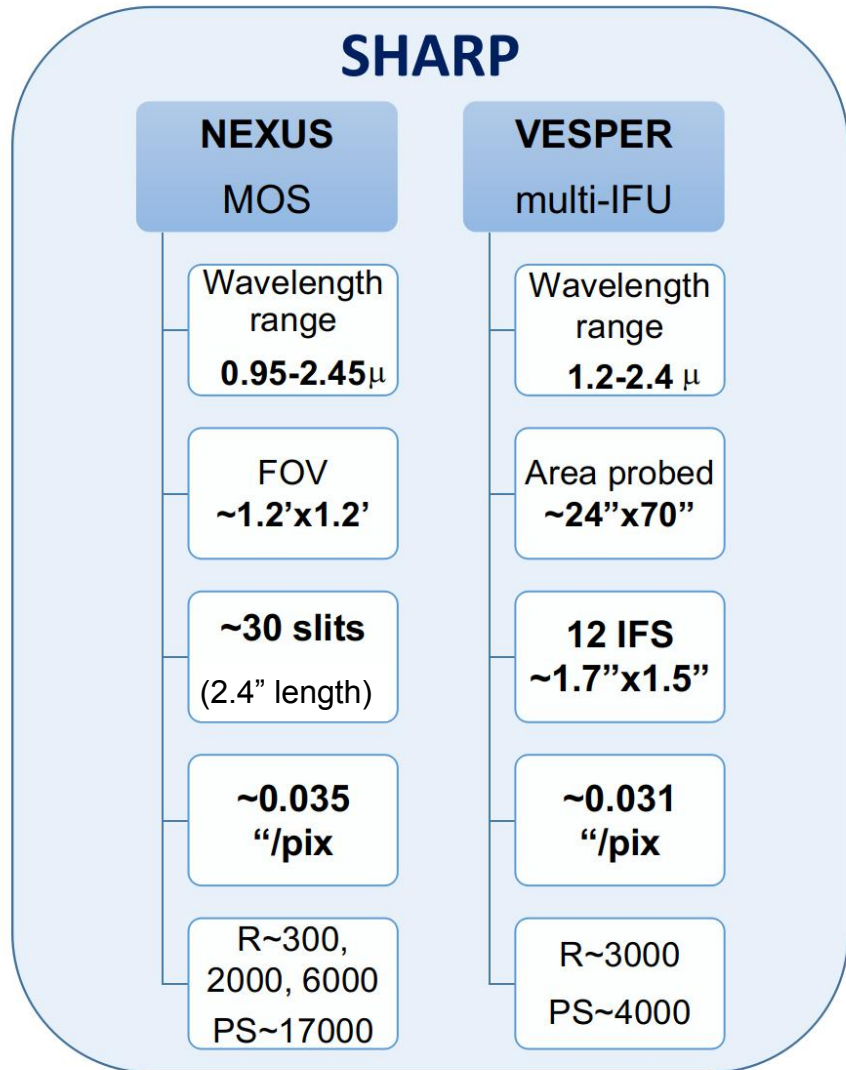 SHARP
NEXUS
MOS
Wavelength
range
0.95-2.45μ
FOV
~1.2’x1.2’
~30 slits
(2.4” length)
~0.035
“/pix
R~300,
2000, 6000
PS~17000
VESPER
multi-IFU
Wavelength
range
1.2-2.4 μ
Area probed
~24”x70”
12 IFS
~1.7”x1.5”
~0.031
“/pix
R~3000
PS~4000